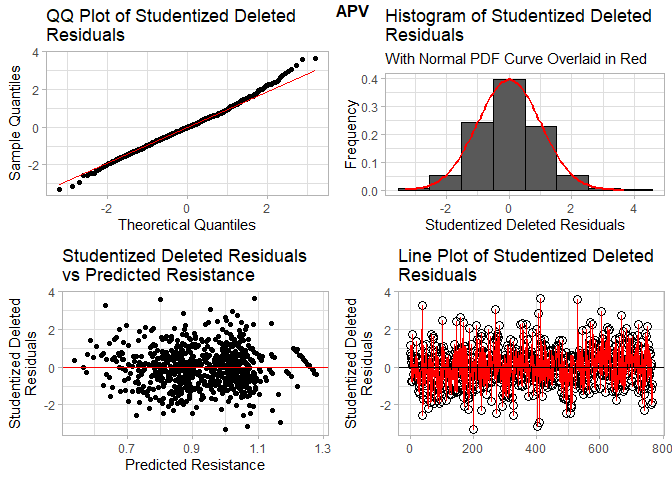 APV
QQ Plot of Studentized Deleted
Residuals
Sample Quantiles
4
2
0
-2
-2
0
2
Theoretical Quantiles
Histogram of Studentized Deleted
Residuals
With Normal PDF Curve Overlaid in Red
Frequency
0.4
0.3
0.2
0.1
0.0
-2
0
2
4
Studentized Deleted Residuals
Studentized Deleted Residuals
vs Predicted Resistance
Studentized Deleted
Residuals
4
2
0
-2
0.7
0.9
1.1
1.3
Predicted Resistance
Line Plot of Studentized Deleted
Residuals
Studentized Deleted
Residuals
4
2
0
-2
0
200
400
600
800